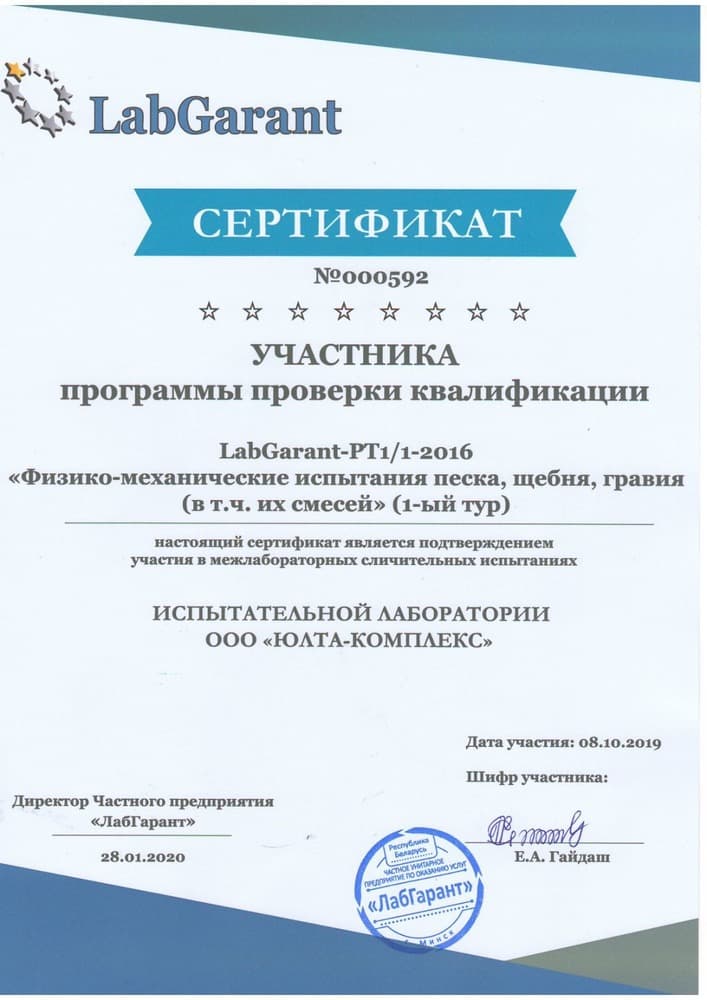 LabGarant
СЕРТИФИКАТ
№000592
УЧАСТНИКА
программы проверки квалификации
LabGarant-PT1/1-2016
«Физико-механические испытания песка, щебня, гравия
(в т.ч. их смесей» (1-ый тур)
настоящий сертификат является подтверждением
участия в межлабораторных сличительных испытаниях
ИСПЫТАТЕЛЬНОЙ ЛАБОРАТОРИИ
ООО «ЮЛТА-КОМПЛЕКС»
Дата участия: 08.10.2019
Шифр участника:
Директор Частного предприятия
«ЛабГарант»
28.01.2020
Е.А. Гайдаш
Республика
Беларусь
ЧАСТНОЕ УНИТАРНОЕ
ПРЕДПРИЯТИЕ ПО ОКАЗАНИЮ УСЛУГ
«ЛабГарант»
г. Минск